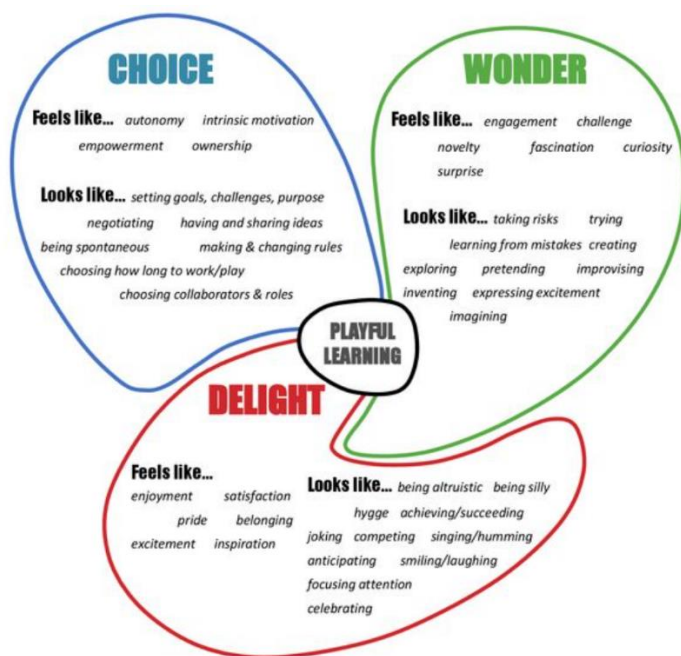 CHOICE
Feels like... autonomy intrinsic motivation
empowerment ownership
Looks like... setting goals, challenges, purpose
negotiating having and sharing ideas
being spontaneous making & changing rules
choosing how long to work/play
choosing collaborators & roles
WONDER
Feels like... engagement challenge
novelty fascination curiosity
surprise
Looks like... taking risks trying
learning from mistakes creating
exploring pretending improvising
inventing expressing excitement
imagining
PLAYFUL
LEARNING
DELIGHT
Feels like...
enjoyment satisfaction
pride belonging
excitement inspiration
Looks like... being altruistic being silly
hygge achieving/succeeding
joking competing singing/humming
anticipating smiling/laughing
focusing attention
celebrating